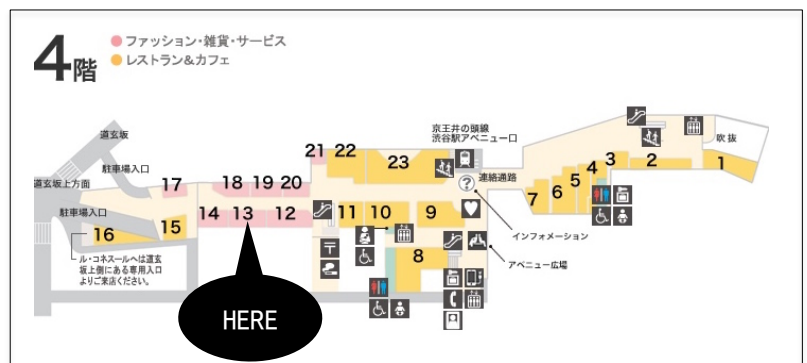 4階
ファッション・雑貨・サービス
レストラン&カフェ
道玄坂
駐車場入口
道玄坂上方面
駐車場入口
ル・コネスールへは道玄
坂上側にある専用入口
よりご来店ください。
京王井の頭線
渋谷駅アベニュー口
連絡通路
吹抜
インフォメーション
アベニュー広場
21
22
23
17
18
19
20
14
13
12
11
10
9
8
16
15
7
6
5
4
3
2
1
?
〒
HERE